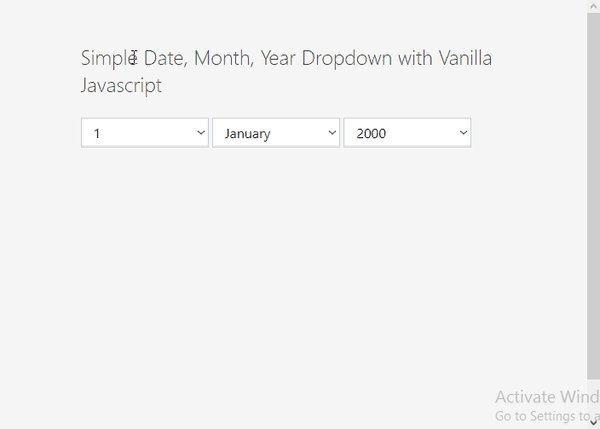 Simple Date, Month, Year Dropdown with Vanilla
Javascript
1 January 2000
Activate Wind
Go to Settings to a